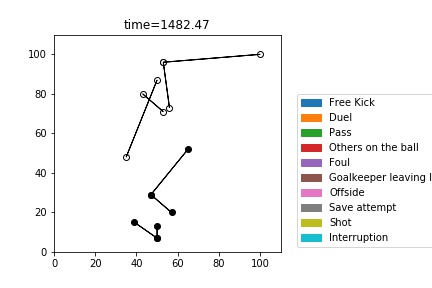 time=1482.47
100
80
60
40
20
0
0 20 40 60 80 100
Free Kick
Duel
Pass
Others on the ball
Foul
Goalkeeper leaving l
Offside
Save attempt
Shot
Interruption